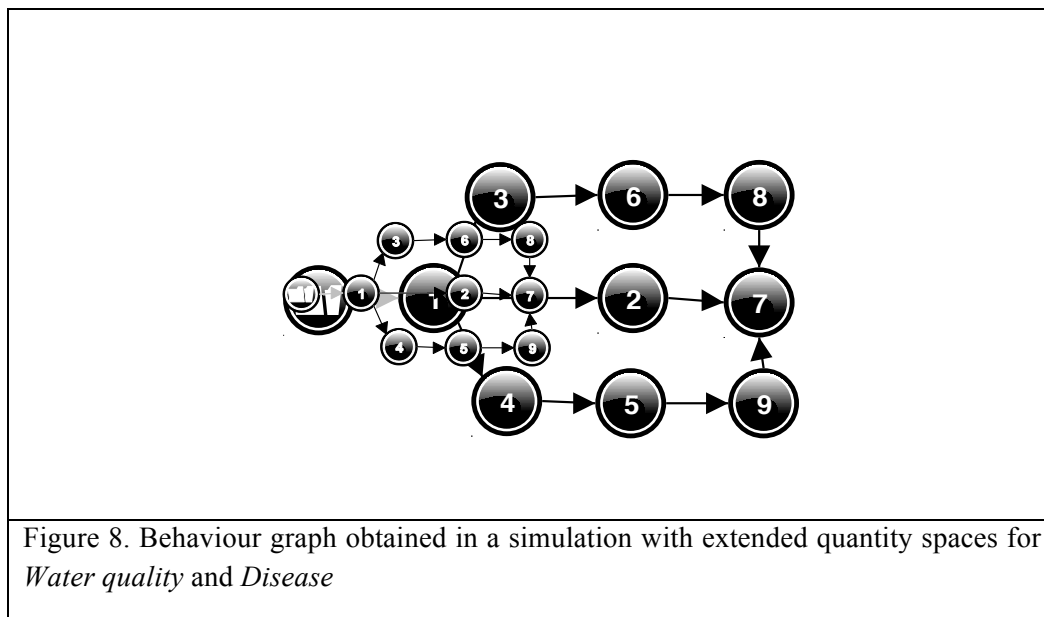 3 6 8
3 6 8
1 1 2 7 2 7
4 5 9
4 5 9
Figure 8. Behaviour graph obtained in a simulation with extended quantity spaces for
Water quality and Disease